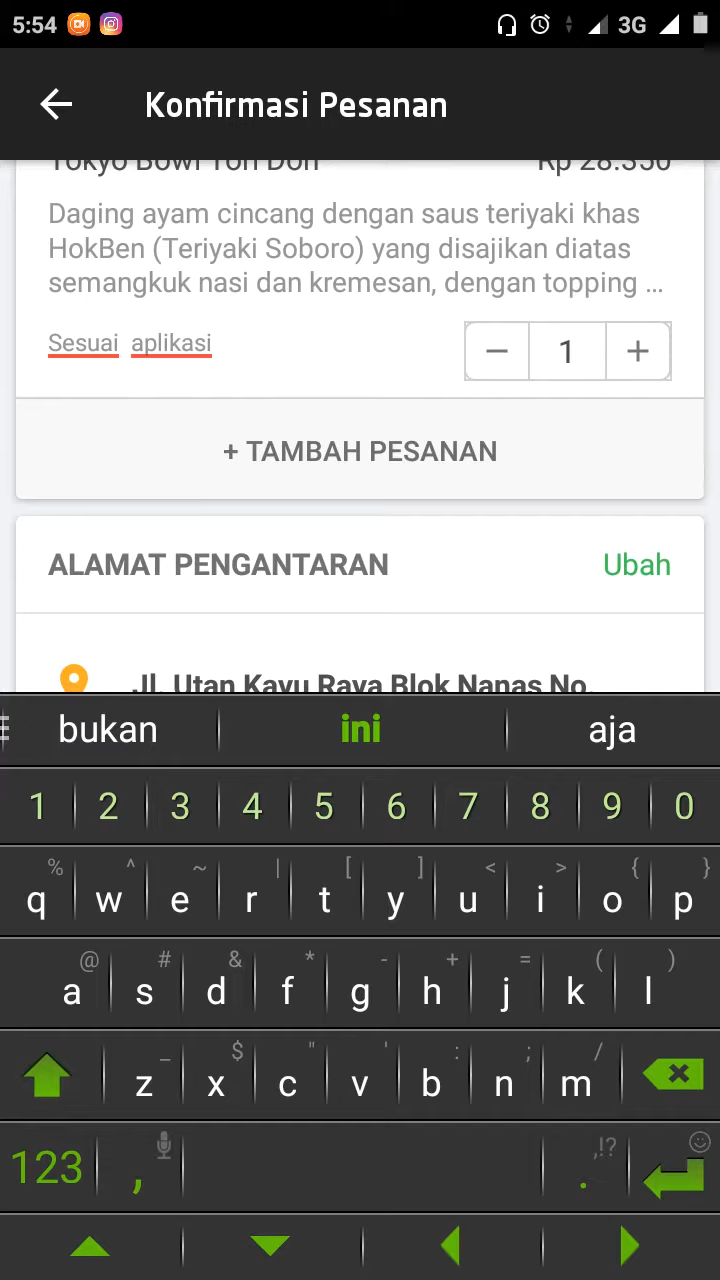 5:54 3G
Konfirmasi Pesanan
Tokyo Bowl Tori Don Rp 28.350
Daging ayam cincang dengan saus teriyaki khas
HokBen (Teriyaki Soboro) yang disajikan diatas
semangkuk nasi dan kremesan, dengan topping ...
Sesuai aplikasi
− 1 +
+ TAMBAH PESANAN
ALAMAT PENGANTARAN Ubah
Jl. Utan Kayu Raya Blok Nanas No.
bukan ini aja
1 2 3 4 5 6 7 8 9 0
% ^ ~ | [ ] < > { }
q w e r t y u i o p
@ # & * - + = ( )
a s d f g h j k l
_ $ " ' : ; /
z x c v b n m
,!?
123 , .